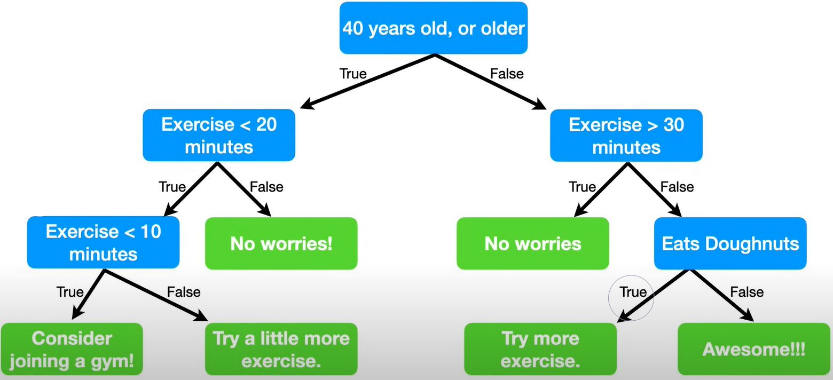 40 years old, or older
True
False
Exercise < 20
minutes
Exercise > 30
minutes
True
False
True
False
Exercise < 10
minutes
No worries!
No worries
Eats Doughnuts
True
False
True
False
Consider
joining a gym!
Try a little more
exercise.
Try more
exercise.
Awesome!!!